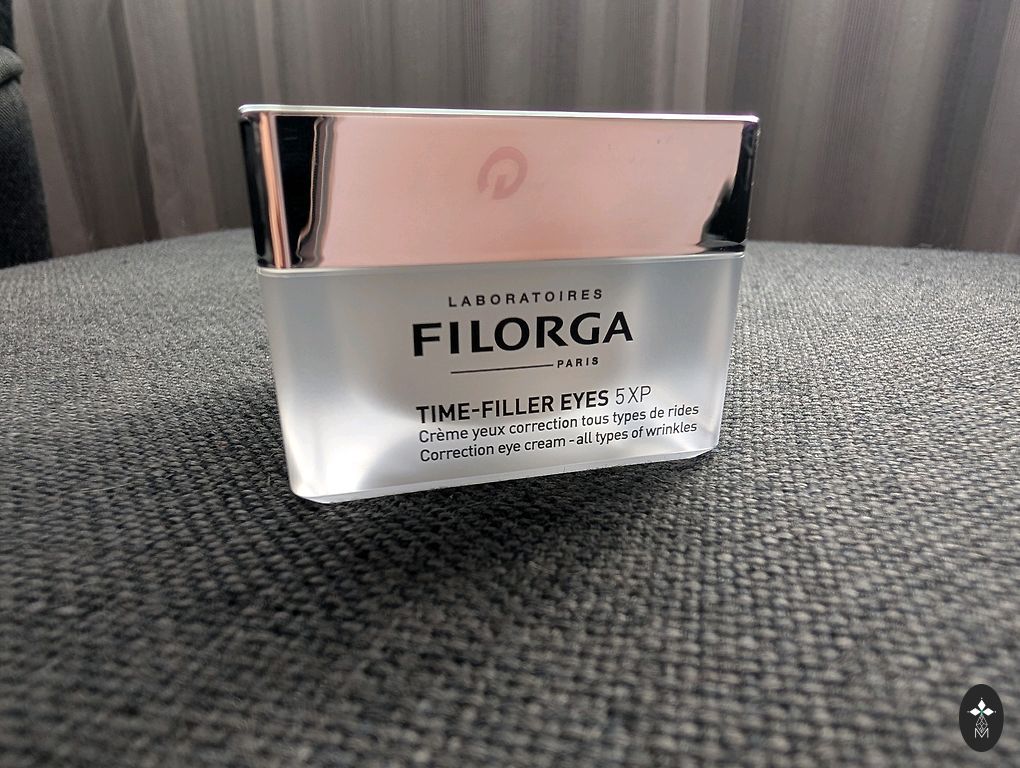 LABORATOIRES
FILORGA
PARIS
TIME-FILLER EYES 5XP
Crème yeux correction tous types de rides
Correction eye cream - all types of wrinkles
M